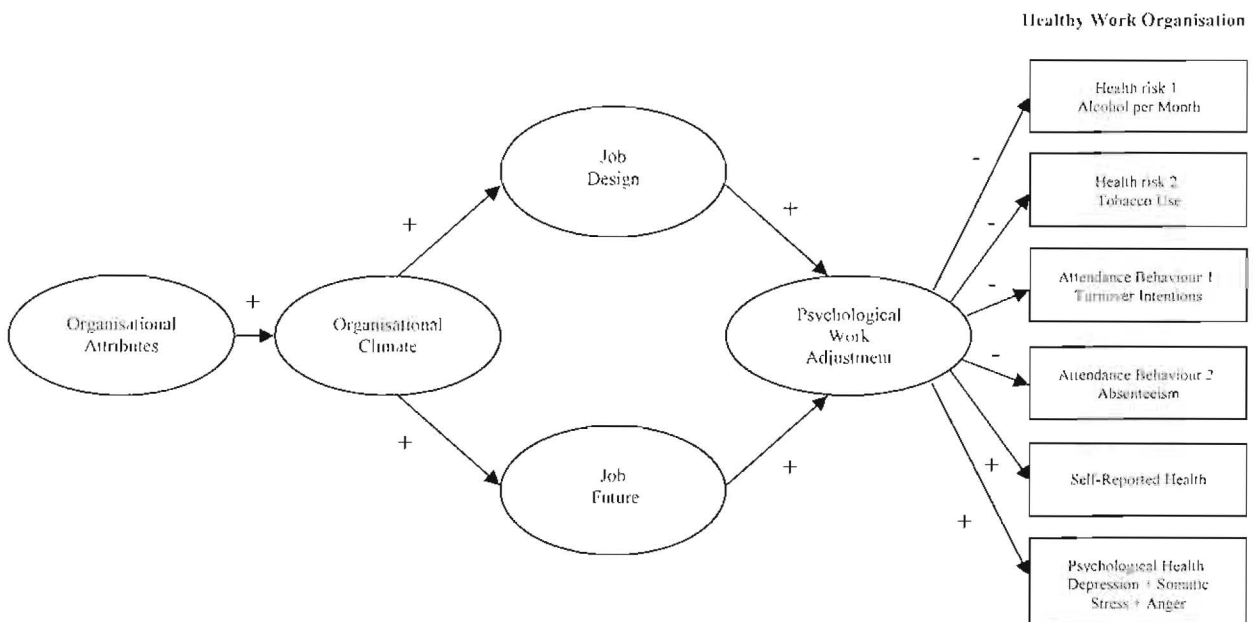 Healthy Work Organisation
Health risk 1
Alcohol per Month
-
Job
Design
Health risk 2
Tobacco Use
-
+
+
Attendance Behaviour 1
Turnover Intentions
-
+
Organisational
Attributes
Organisational
Climate
Psychological
Work
Adjustment
-
Attendance Behaviour 2
Absenteeism
+
Job
Future
+
+
Self-Reported Health
+
Psychological Health
Depression + Somatic
Stress + Anger